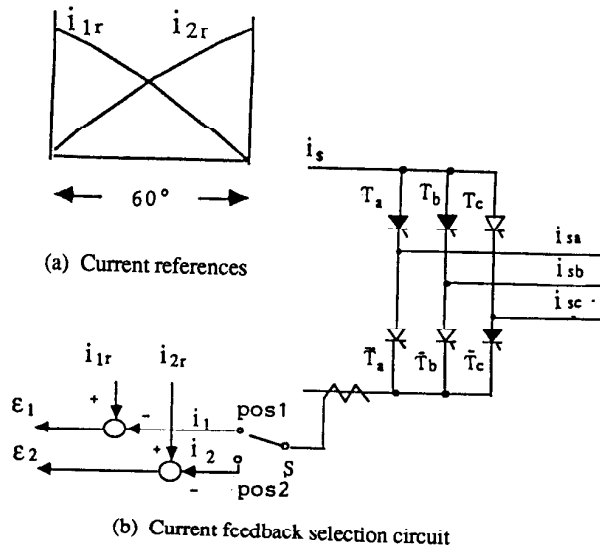 i1r
i2r
60°
(a) Current references
is
Ta
Tb
Tc
isa
isb
isc
T̄a
T̄b
T̄c
i1r
i2r
+
-
i1
pos1
ε1
+
i2
S
ε2
-
pos2
(b) Current feedback selection circuit